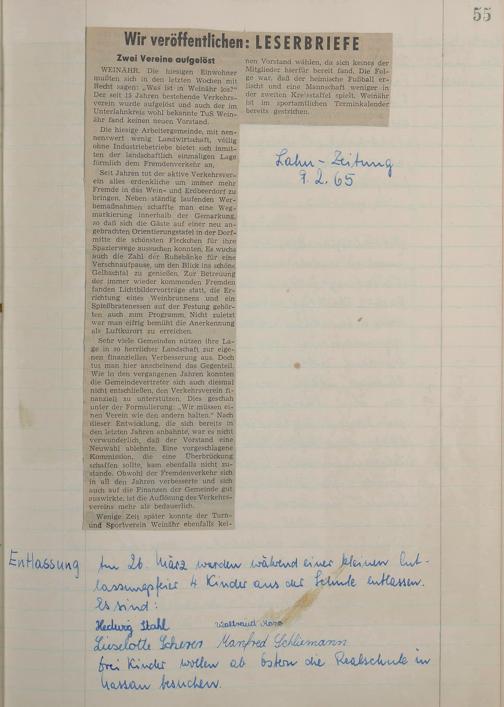 55
Wir veröffentlichen: LESERBRIEFE
Zwei Vereine aufgelöst
WEINÄHR. Die hiesigen Einwohner
mußten sich in den letzten Wochen mit
Recht sagen: „Was ist in Weinähr los?"
Der seit 15 Jahren bestehende Verkehrs-
verein wurde aufgelöst und auch der im
Unterlahnkreis wohl bekannte TuS Wein-
ähr fand keinen neuen Vorstand.
Die hiesige Arbeitergemeinde, mit nen-
nenswert wenig Landwirtschaft, völlig
ohne Industriebetriebe bietet sich inmit-
ten der landschaftlich einmaligen Lage
förmlich dem Fremdenverkehr an.
Seit Jahren tut der aktive Verkehrsver-
ein alles erdenkliche um immer mehr
Fremde in das Wein- und Erdbeerdorf zu
bringen. Neben ständig laufenden Wer-
bemaßnahmen schaffte man eine Weg-
markierung innerhalb der Gemarkung,
so daß sich die Gäste auf einer neu an-
gebrachten Orientierungstafel in der Dorf-
mitte die schönsten Fleckchen für ihre
Spazierwege aussuchen konnten. Es wuchs
auch die Zahl der Ruhebänke für eine
Verschnaufpause, um den Blick ins schöne
Gelbachtal zu genießen. Zur Betreuung
der immer wieder kommenden Fremden
fanden Lichtbildervorträge statt, die Er-
richtung eines Weinbrunnens und ein
Spießbratenessen auf der Festung gehör-
ten auch zum Programm. Nicht zuletzt
war man eifrig bemüht die Anerkennung
als Luftkurort zu erreichen.
Sehr viele Gemeinden nützen ihre La-
ge in so herrlicher Landschaft zur eige-
nen finanziellen Verbesserung aus. Doch
tut man hier anscheinend das Gegenteil.
Wie in den vergangenen Jahren konnten
die Gemeindevertreter sich auch diesmal
nicht entschließen, den Verkehrsverein fi-
nanziell zu unterstützen. Dies geschah
unter der Formulierung: „Wir müssen ei-
nen Verein wie den andern halten." Nach
dieser Entwicklung, die sich bereits in
den letzten Jahren anbahnte, war es nicht
verwunderlich, daß der Vorstand eine
Neuwahl ablehnte. Eine vorgeschlagene
Kommission, die eine Überbrückung
schaffen sollte, kam ebenfalls nicht zu-
stande. Obwohl sich der Fremdenverkehr sich
in all den Jahren verbesserte und sich
auch auf die Finanzen der Gemeinde gut
auswirkte, ist die Auflösung des Verkehrs-
vereins mehr als bedauerlich.
Wenige Zeit später konnte der Turn-
und Sportverein Weinähr ebenfalls kei-
nen Vorstand wählen, da sich keines der
Mitglieder hierfür bereit fand. Die Fol-
ge war, daß der heimische Fußball er-
lischt und eine Mannschaft weniger in
der zweiten Kreisstaffel spielt. Weinähr
ist im sportamtlichen Terminkalender
bereits gestrichen.
Lahn-Zeitung
9.2.65
Entlassung
Am 26. März werden während einer kleinen Ent-
lassungsfeier 4 Kinder aus der Schule entlassen.
Es sind:
Hedwig Stahl Waltraud
Lieselotte Scherer Manfred Schliemann
Drei Kinder wollen ab Ostern die Realschule in
Nassau besuchen.